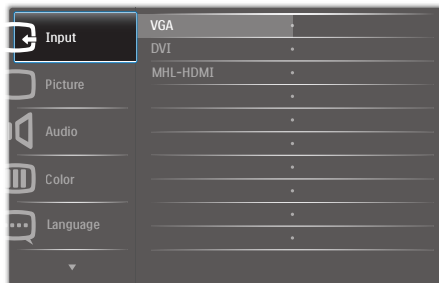 Input
Picture
Audio
Color
Language
VGA
DVI
MHL-HDMI